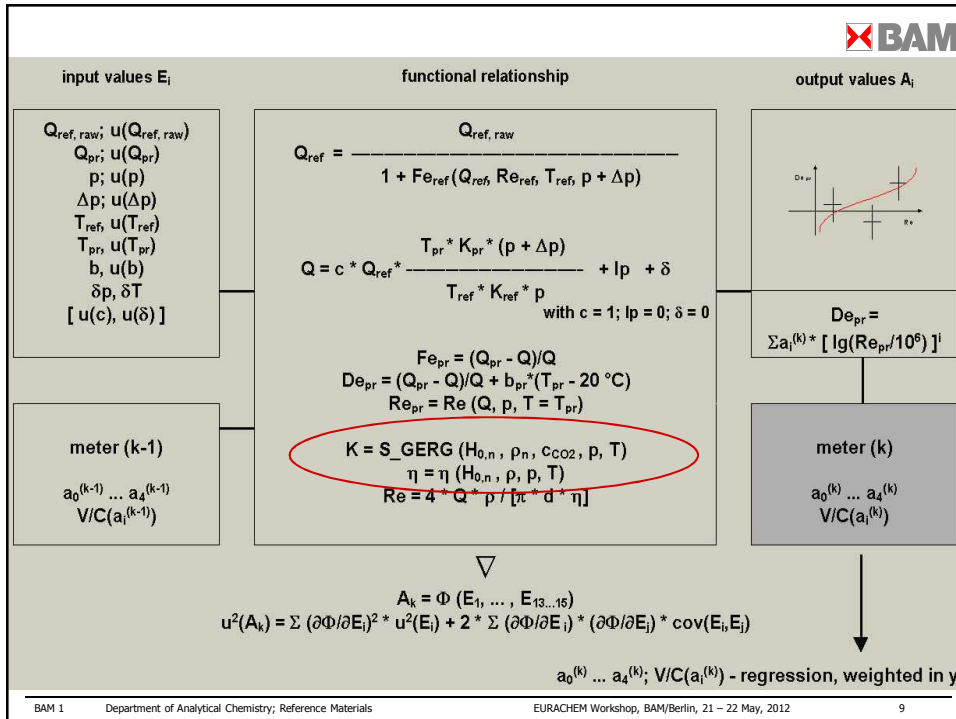 BAM
input values Eᵢ
functional relationship
output values Aᵢ
Q_ref, raw; u(Q_ref, raw)
Q_pr; u(Q_pr)
p; u(p)
Δp; u(Δp)
T_ref, u(T_ref)
T_pr, u(T_pr)
b, u(b)
δp, δT
[ u(c), u(δ) ]
meter (k-1)
a₀^(k-1) ... a₄^(k-1)
V/C(aᵢ^(k-1))
Q_ref, raw
Q_ref = ————————————————————
1 + Fe_ref (Q_ref, Re_ref, T_ref, p + Δp)
T_pr * K_pr * (p + Δp)
Q = c * Q_ref * ———————————— + Ip + δ
T_ref * K_ref * p
with c = 1; Ip = 0; δ = 0
Fe_pr = (Q_pr - Q)/Q
De_pr = (Q_pr - Q)/Q + b_pr*(T_pr - 20 °C)
Re_pr = Re (Q, p, T = T_pr)
K = S_GERG (H_0,n , ρ_n , c_CO2 , p, T)
η = η (H_0,n , ρ, p, T)
Re = 4 * Q * ρ / [π * d * η]
De_pr
Re
De_pr =
Σaᵢ^(k) * [ lg(Re_pr/10⁶) ]ⁱ
meter (k)
a₀^(k) ... a₄^(k)
V/C(aᵢ^(k))
∇
A_k = Φ (E₁, ... , E_13...15)
u²(A_k) = Σ (∂Φ/∂Eᵢ)² * u²(Eᵢ) + 2 * Σ (∂Φ/∂Eᵢ) * (∂Φ/∂Eⱼ) * cov(Eᵢ,Eⱼ)
a₀^(k) ... a₄^(k); V/C(aᵢ^(k)) - regression, weighted in y
BAM 1 Department of Analytical Chemistry; Reference Materials EURACHEM Workshop, BAM/Berlin, 21 – 22 May, 2012 9